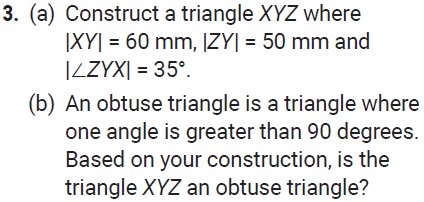 3. (a) Construct a triangle XYZ where
|XY| = 60 mm, |ZY| = 50 mm and
|∠ZYX| = 35°.
(b) An obtuse triangle is a triangle where
one angle is greater than 90 degrees.
Based on your construction, is the
triangle XYZ an obtuse triangle?